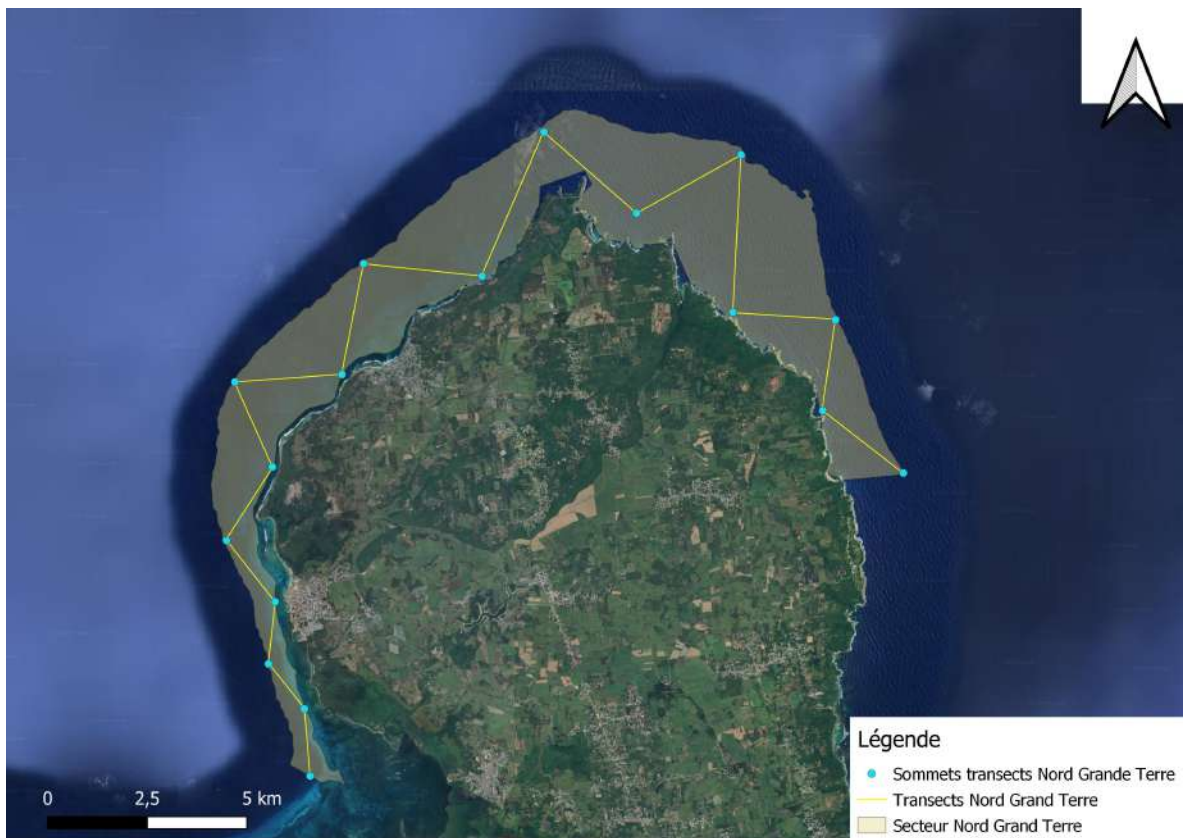 0 2,5 5 km
Légende
Sommets transects Nord Grande Terre
Transects Nord Grand Terre
Secteur Nord Grand Terre